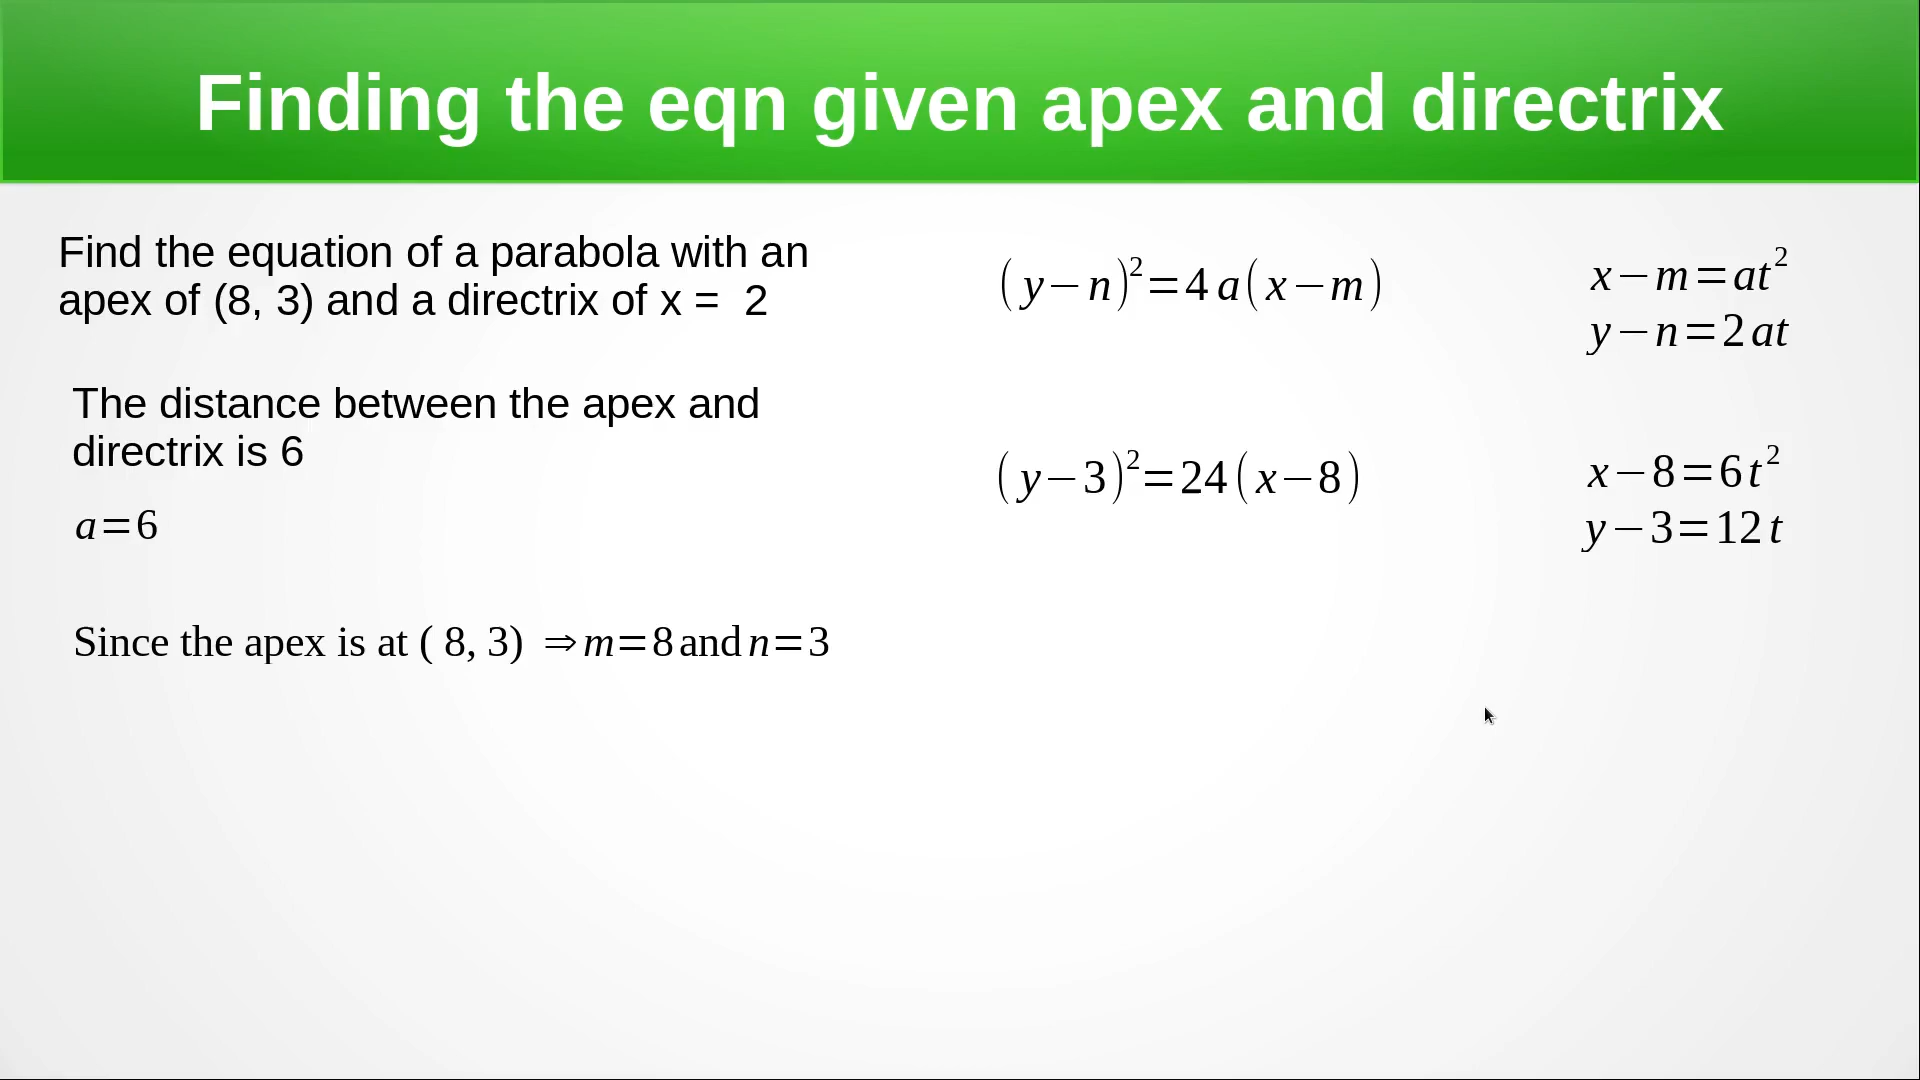 Finding the eqn given apex and directrix
Find the equation of a parabola with an
apex of (8, 3) and a directrix of x =  2
The distance between the apex and
directrix is 6
a=6
Since the apex is at ( 8, 3) ⇒m=8 and n=3
(y−n)²=4a(x−m)
(y−3)²=24(x−8)
x−m=at²
y−n=2at
x−8=6t²
y−3=12t